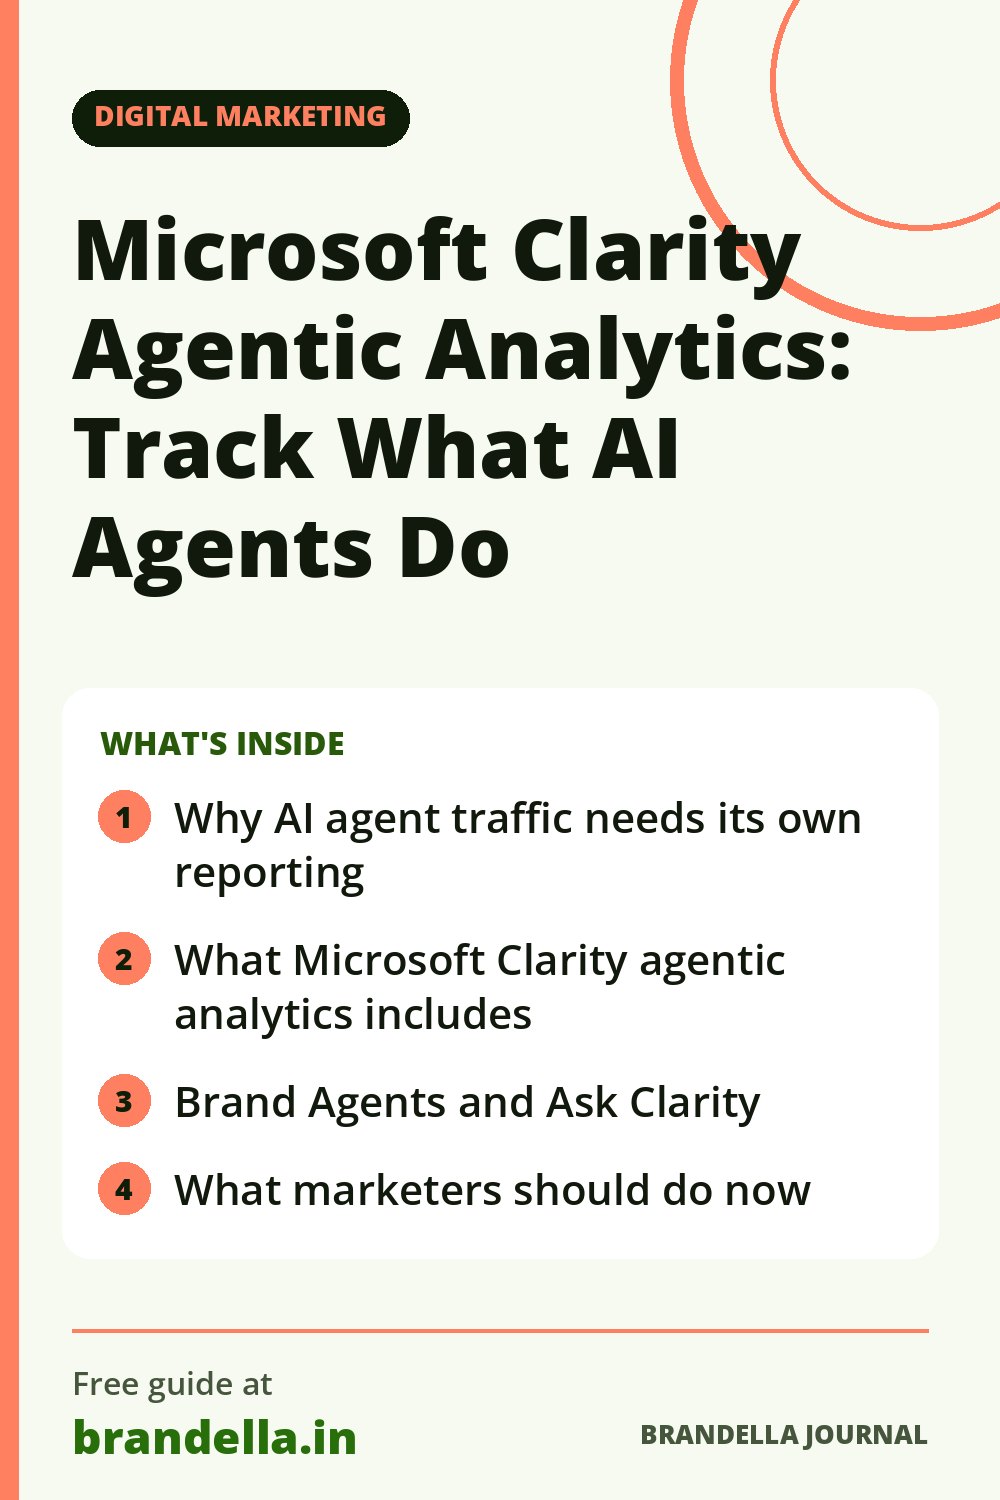 DIGITAL MARKETING
Microsoft Clarity
Agentic Analytics:
Track What AI
Agents Do
WHAT'S INSIDE
1 Why AI agent traffic needs its own
reporting
2 What Microsoft Clarity agentic
analytics includes
3 Brand Agents and Ask Clarity
4 What marketers should do now
Free guide at
brandella.in
BRANDELLA JOURNAL